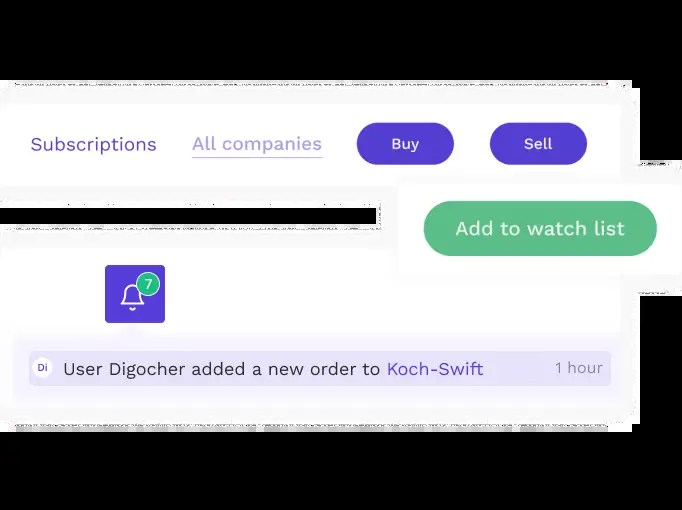 Subscriptions All companies Buy Sell
Add to watch list
7
Di User Digocher added a new order to Koch-Swift 1 hour